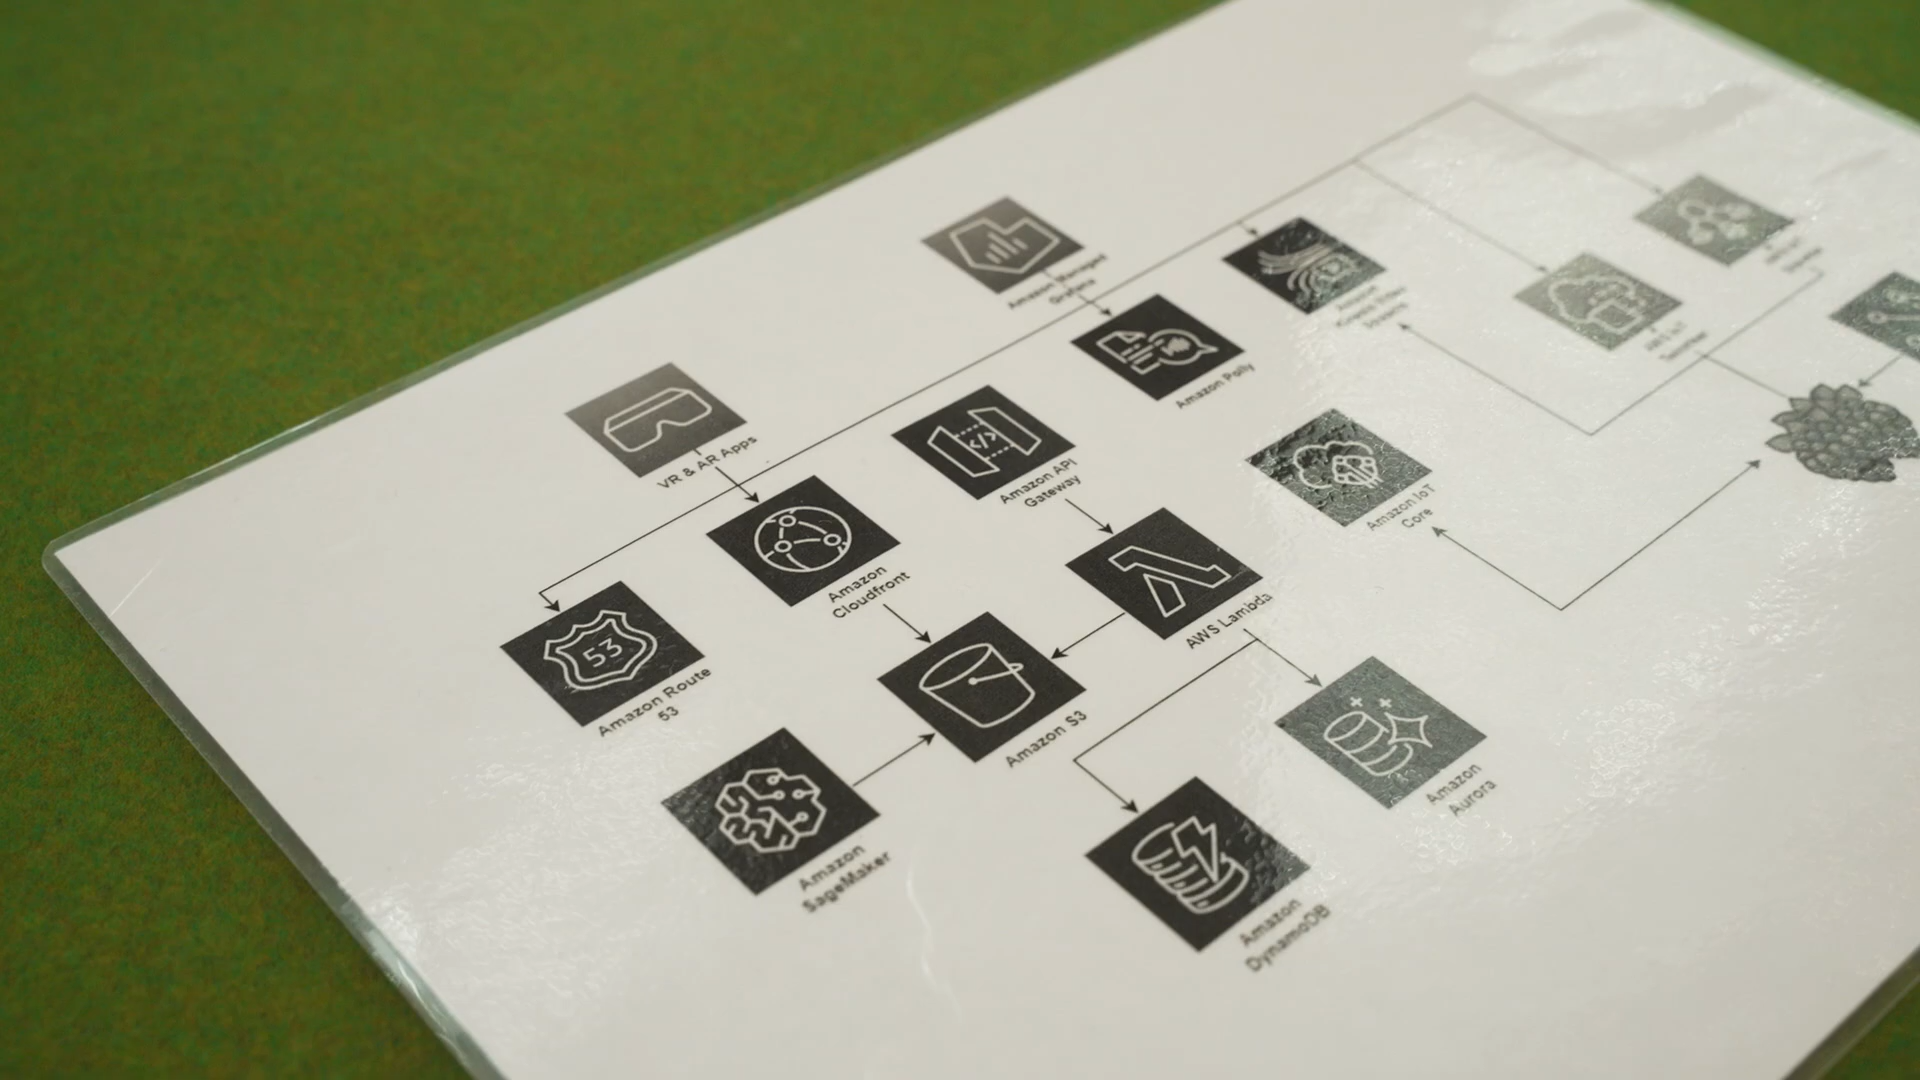 Amazon Managed
Grafana
Amazon Polly
VR & AR Apps
Amazon API
Gateway
</>
Amazon IoT
Core
Amazon
Cloudfront
AWS Lambda
53
Amazon Route
53
Amazon S3
Amazon
Aurora
Amazon
SageMaker
Amazon
DynamoDB